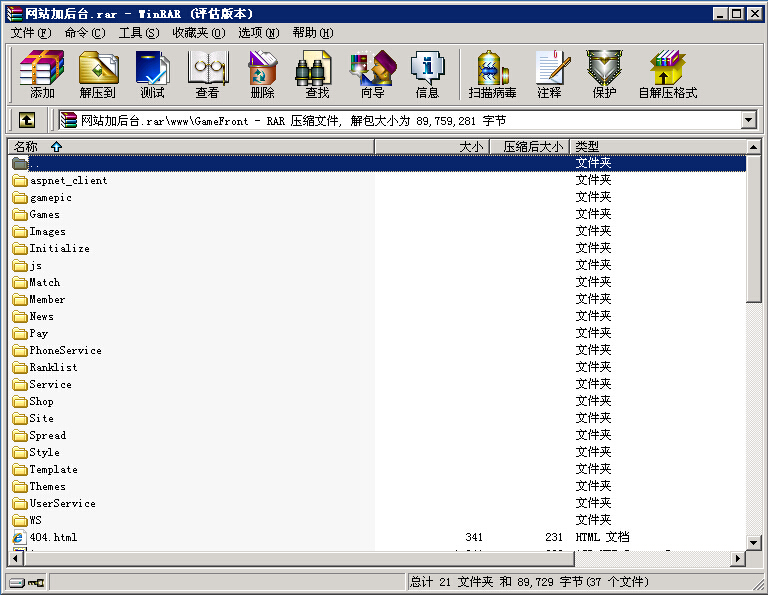 网站加后台.rar - WinRAR (评估版本)
文件(F) 命令(C) 工具(S) 收藏夹(O) 选项(N) 帮助(H)
添加 解压到 测试 查看 删除 查找 向导 信息 扫描病毒 注释 保护 自解压格式
网站加后台.rar\www\GameFront - RAR 压缩文件, 解包大小为 89,759,281 字节
名称 大小 压缩后大小 类型
.. 文件夹
aspnet_client 文件夹
gamepic 文件夹
Games 文件夹
Images 文件夹
Initialize 文件夹
js 文件夹
Match 文件夹
Member 文件夹
News 文件夹
Pay 文件夹
PhoneService 文件夹
Ranklist 文件夹
Service 文件夹
Shop 文件夹
Site 文件夹
Spread 文件夹
Style 文件夹
Template 文件夹
Themes 文件夹
UserService 文件夹
WS 文件夹
404.html 341 231 HTML 文档
总计 21 文件夹 和 89,729 字节(37 个文件)